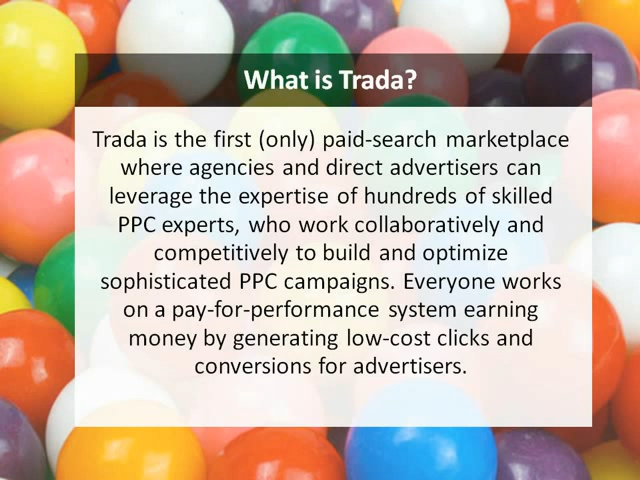 What is Trada?
Trada is the first (only) paid-search marketplace
where agencies and direct advertisers can
leverage the expertise of hundreds of skilled
PPC experts, who work collaboratively and
competitively to build and optimize
sophisticated PPC campaigns. Everyone works
on a pay-for-performance system earning
money by generating low-cost clicks and
conversions for advertisers.